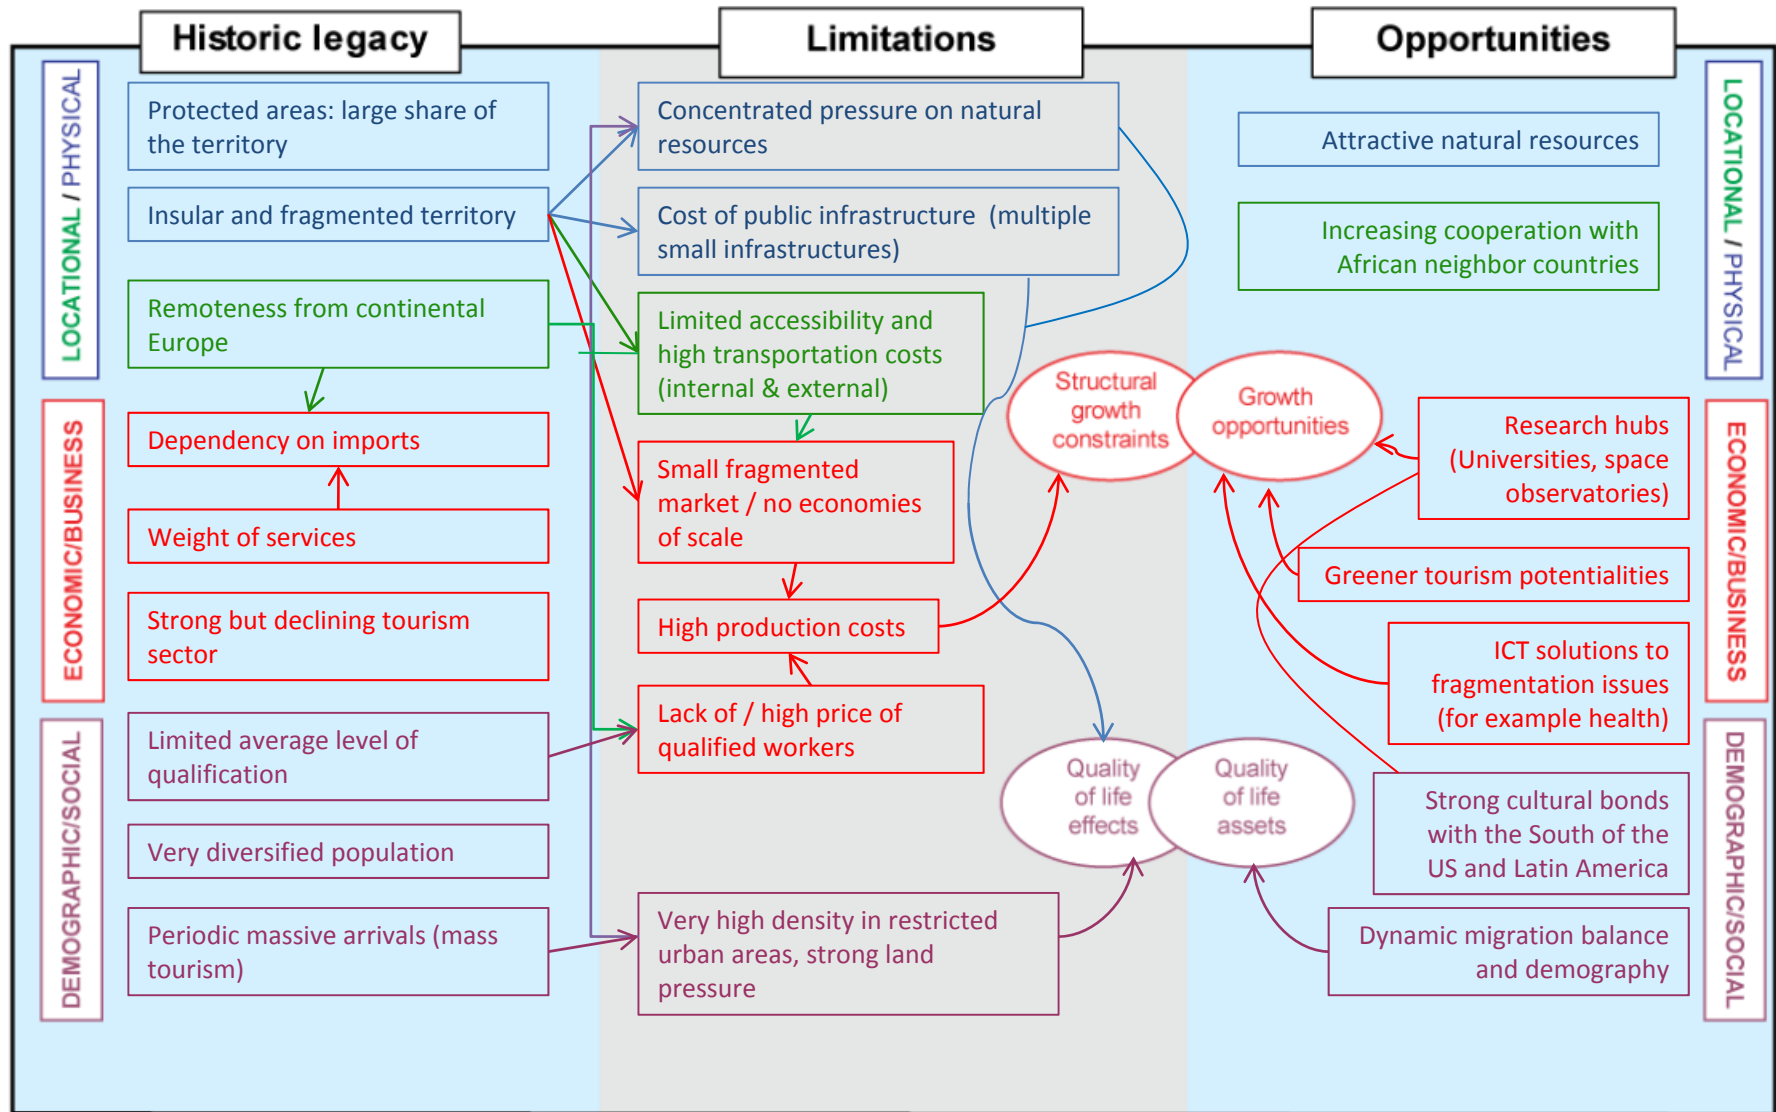 Historic legacy
Limitations
Opportunities
LOCATIONAL / PHYSICAL
ECONOMIC/BUSINESS
DEMOGRAPHIC/SOCIAL
Protected areas: large share of
the territory
Insular and fragmented territory
Remoteness from continental
Europe
Dependency on imports
Weight of services
Strong but declining tourism
sector
Limited average level of
qualification
Very diversified population
Periodic massive arrivals (mass
tourism)
Concentrated pressure on natural
resources
Cost of public infrastructure (multiple
small infrastructures)
Limited accessibility and
high transportation costs
(internal & external)
Small fragmented
market / no economies
of scale
High production costs
Lack of / high price of
qualified workers
Very high density in restricted
urban areas, strong land
pressure
Structural
growth
constraints
Growth
opportunities
Quality
of life
effects
Quality
of life
assets
Attractive natural resources
Increasing cooperation with
African neighbor countries
Research hubs
(Universities, space
observatories)
Greener tourism potentialities
ICT solutions to
fragmentation issues
(for example health)
Strong cultural bonds
with the South of the
US and Latin America
Dynamic migration balance
and demography
LOCATIONAL / PHYSICAL
ECONOMIC/BUSINESS
DEMOGRAPHIC/SOCIAL